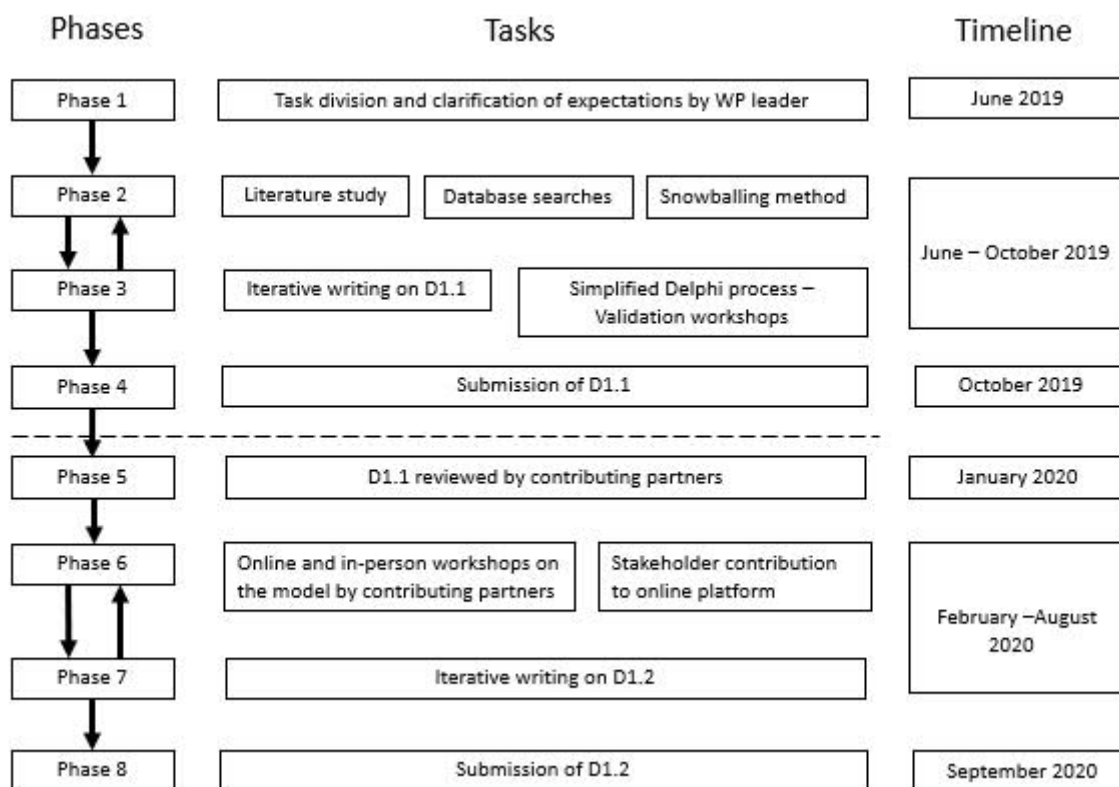 Phases Tasks Timeline
Phase 1
Task division and clarification of expectations by WP leader
June 2019
Phase 2
Literature study
Database searches
Snowballing method
June – October 2019
Phase 3
Iterative writing on D1.1
Simplified Delphi process –
Validation workshops
Phase 4
Submission of D1.1
October 2019
Phase 5
D1.1 reviewed by contributing partners
January 2020
Phase 6
Online and in-person workshops on
the model by contributing partners
Stakeholder contribution
to online platform
February –August
2020
Phase 7
Iterative writing on D1.2
Phase 8
Submission of D1.2
September 2020